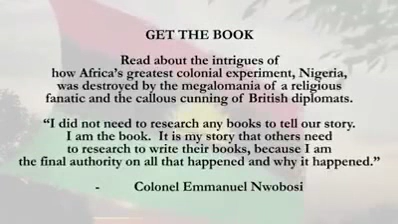 GET THE BOOK
Read about the intrigues of
how Africa's greatest colonial experiment, Nigeria,
was destroyed by the megalomania of a religious
fanatic and the callous cunning of British diplomats.
“I did not need to research any books to tell our story.
I am the book.  It is my story that others need
to research to write their books, because I am
the final authority on all that happened and why it happened.”
-          Colonel Emmanuel Nwobosi